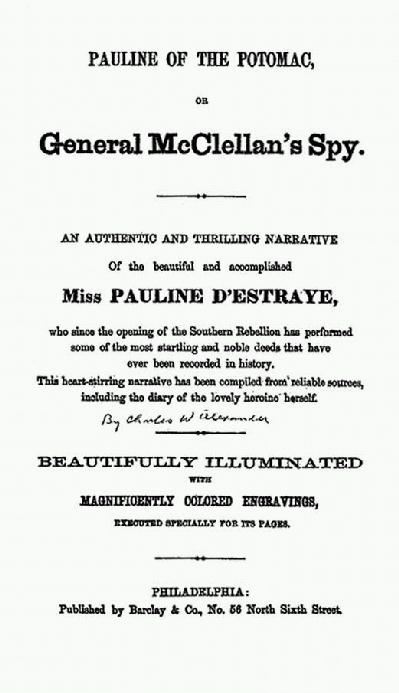 PAULINE OF THE POTOMAC,
OR
General McClellan's Spy.
AN AUTHENTIC AND THRILLING NARRATIVE
Of the beautiful and accomplished
Miss PAULINE D'ESTRAYE,
who since the opening of the Southern Rebellion has performed
some of the most startling and noble deeds that have
ever been recorded in history.
This heart-stirring narrative has been compiled from reliable sources,
including the diary of the lovely heroine herself.
By Charles W Alexander
BEAUTIFULLY ILLUMINATED
WITH
MAGNIFICENTLY COLORED ENGRAVINGS,
EXECUTED SPECIALLY FOR ITS PAGES.
PHILADELPHIA:
Published by Barclay & Co., No. 56 North Sixth Street.